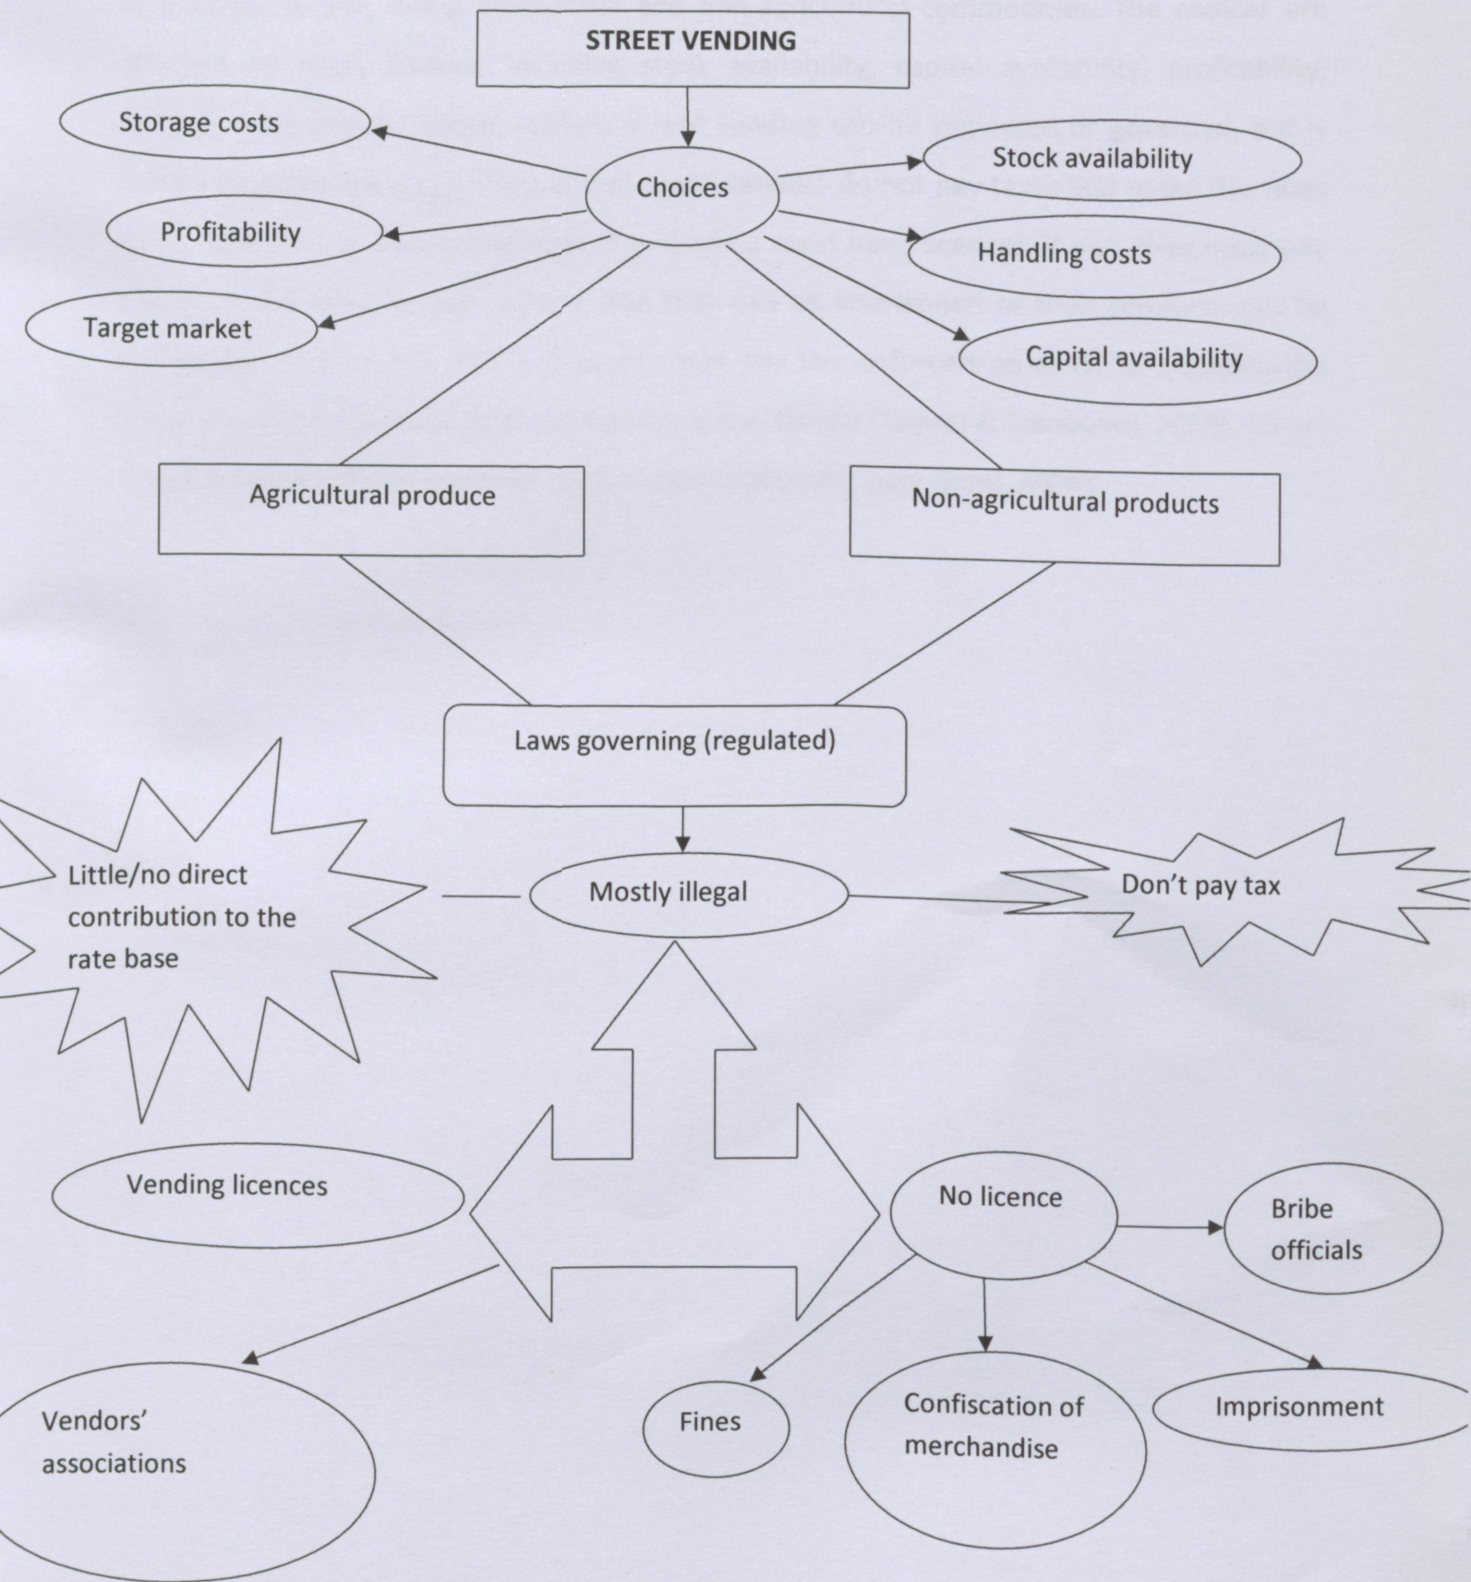 STREET VENDING
Storage costs
Choices
Stock availability
Profitability
Handling costs
Target market
Capital availability
Agricultural produce
Non-agricultural products
Laws governing (regulated)
Little/no direct
contribution to the
rate base
Mostly illegal
Don't pay tax
Vending licences
No licence
Bribe
officials
Vendors'
associations
Fines
Confiscation of
merchandise
Imprisonment